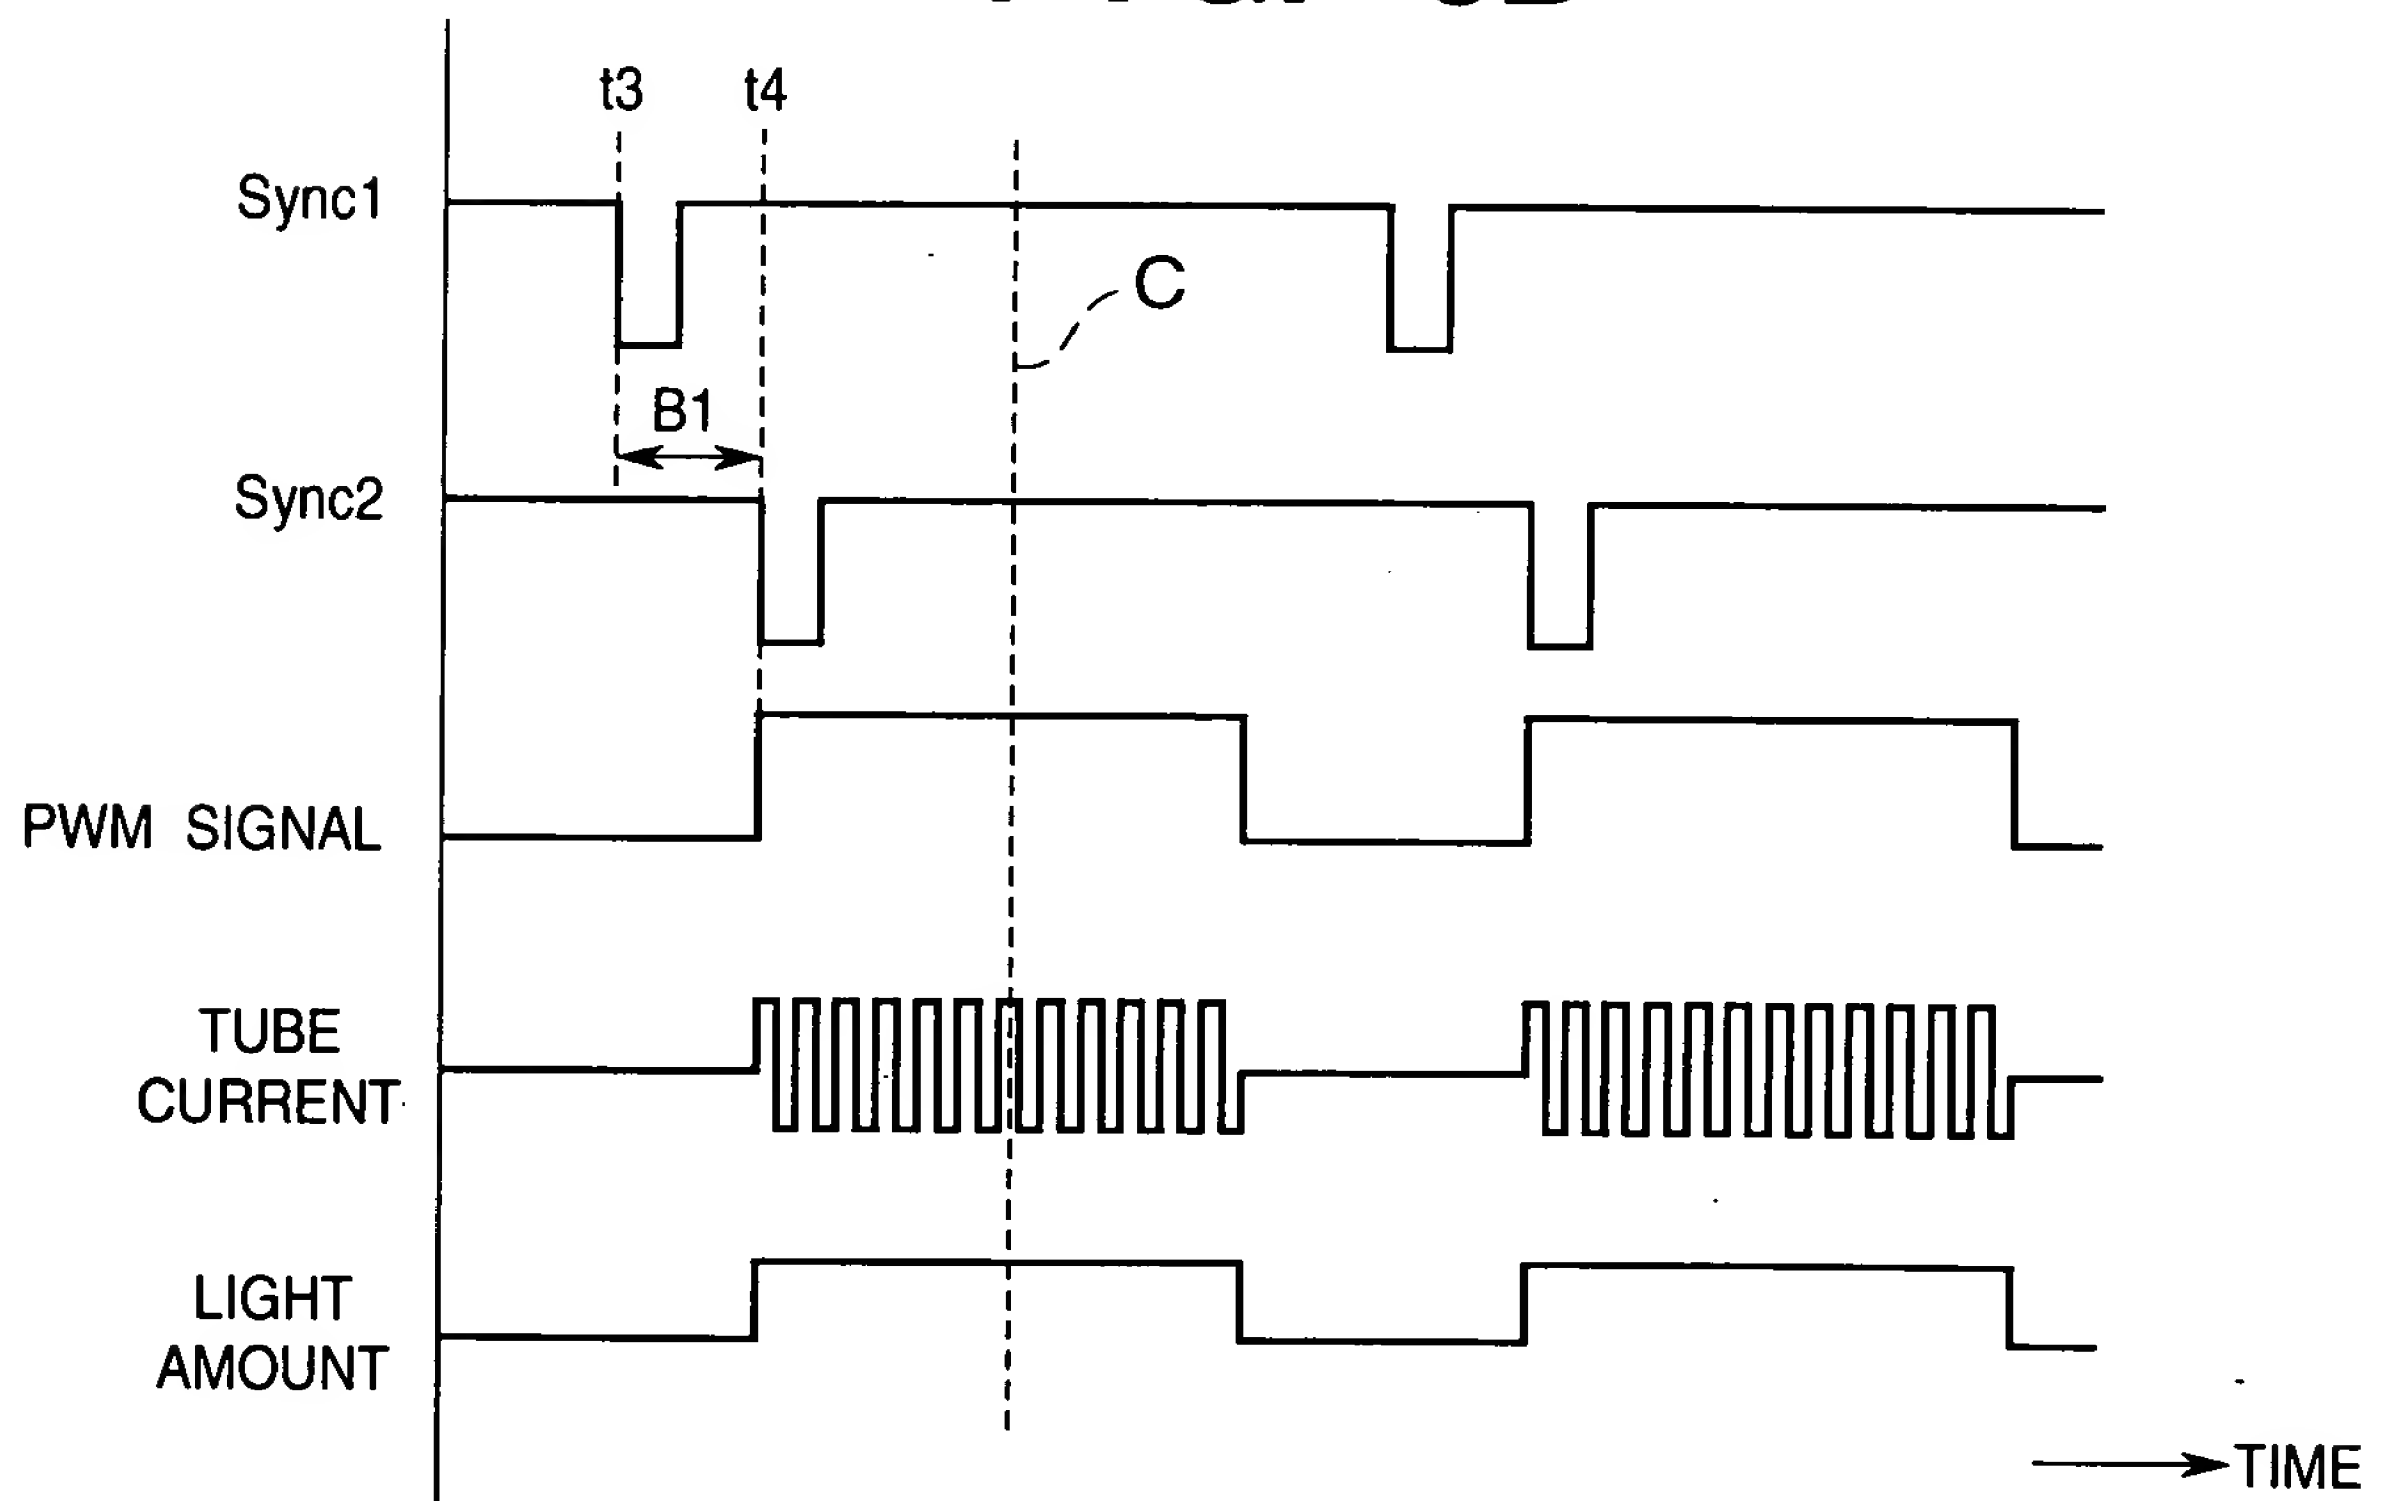 t3 t4
Sync1
C
B1
Sync2
PWM SIGNAL
TUBE
CURRENT
LIGHT
AMOUNT
TIME